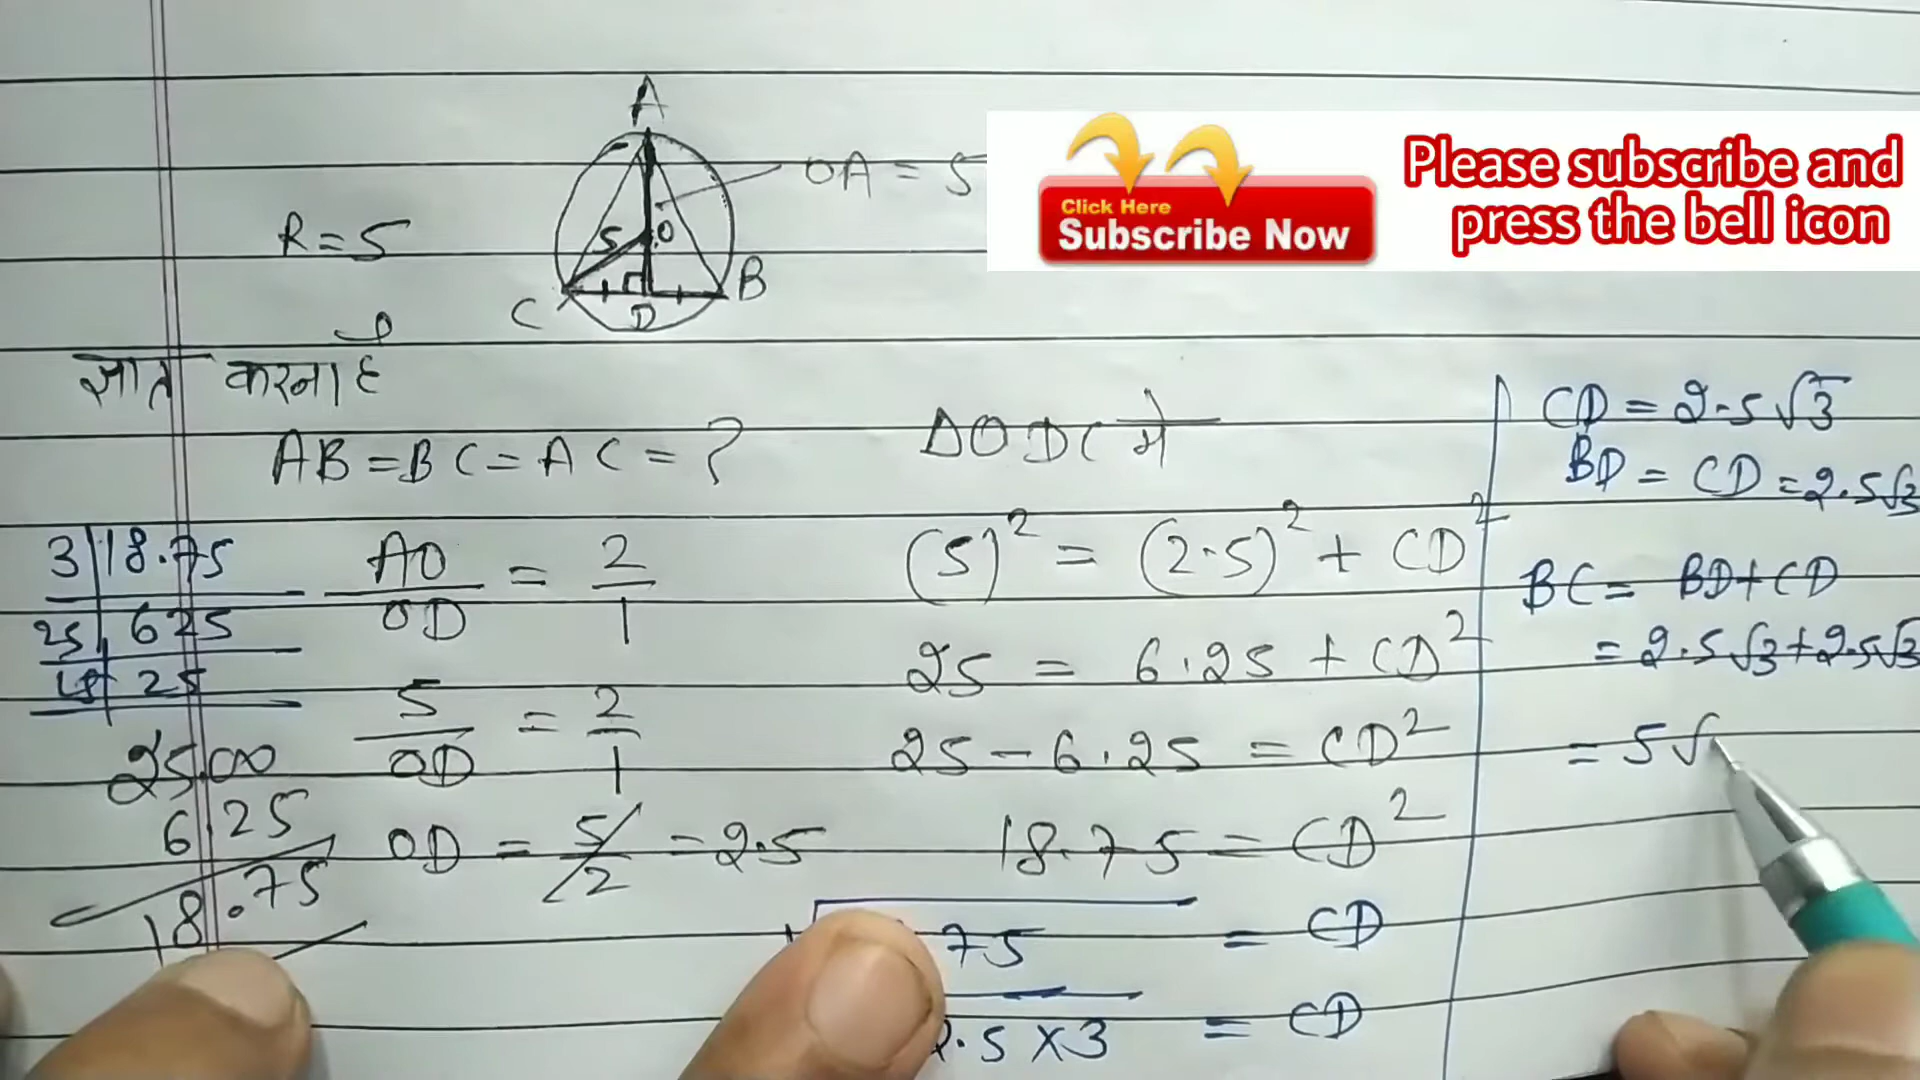 A
OA = 5
R = 5
5
O
C
D
B
ज्ञात करना है
AB = BC = AC = ?
AO/OD = 2/1
5/OD = 2/1
OD = 5/2 = 2.5
3 | 18.75
25 | 625
25
25.00
6.25
18.75
ΔODC में
(5)² = (2.5)² + CD²
25 = 6.25 + CD²
25 - 6.25 = CD²
18.75 = CD²
75 = CD
2.5 × 3 = CD
CD = 2.5√3
BD = CD = 2.5√3
BC = BD + CD
= 2.5√3 + 2.5√3
= 5√
Click Here
Subscribe Now
Please subscribe and
press the bell icon